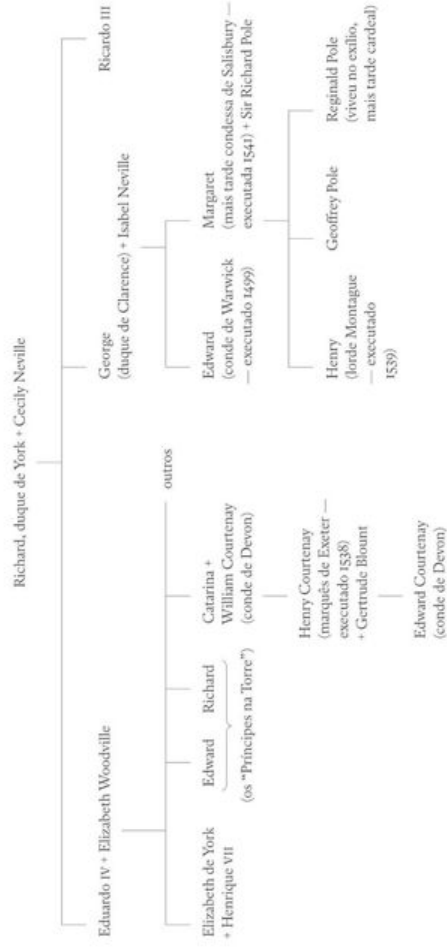 Richard, duque de York + Cecily Neville
Eduardo IV + Elizabeth Woodville
George
(duque de Clarence) + Isabel Neville
Ricardo III
Elizabeth de York
+ Henrique VII
Edward
Richard
(os “Príncipes na Torre”)
Catarina +
William Courtenay
(conde de Devon)
outros
Edward
(conde de Warwick
— executado 1499)
Margaret
(mais tarde condessa de Salisbury —
executada 1541) + Sir Richard Pole
Henry Courtenay
(marquês de Exeter —
executado 1538)
+ Gertrude Blount
Henry
(lorde Montague
— executado
1539)
Geoffrey Pole
Reginald Pole
(viveu no exílio,
mais tarde cardeal)
Edward Courtenay
(conde de Devon)